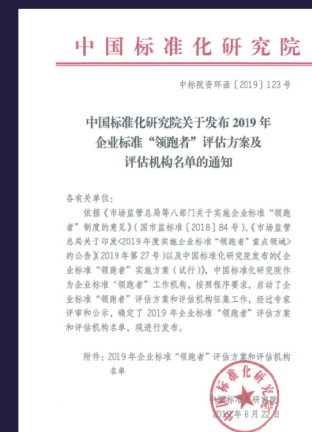 中国标准化研究院
中标院资环函〔2019〕123号
中国标准化研究院关于发布2019年
企业标准“领跑者”评估方案及
评估机构名单的通知
各有关单位：
依据《市场监管总局等八部门关于实施企业标准“领跑
者”制度的意见》（国市监标准〔2018〕84号）、《市场监管
总局关于印发<2019年度实施企业标准“领跑者”重点领域>
的公告》（2019年第27号）以及中国标准化研究院发布的《企
业标准“领跑者”实施方案（试行）》，中国标准化研究院作
为企业标准“领跑者”工作机构，按照程序要求，启动了企
业标准“领跑者”评估方案和评估机构征集工作，经过专家
评审和公示，确定了2019年企业标准“领跑者”评估方案
和评估机构名单，现进行发布。
附件：2019年企业标准“领跑者”评估方案和评估机构
名单
中国标准化研究院
2019年8月22日